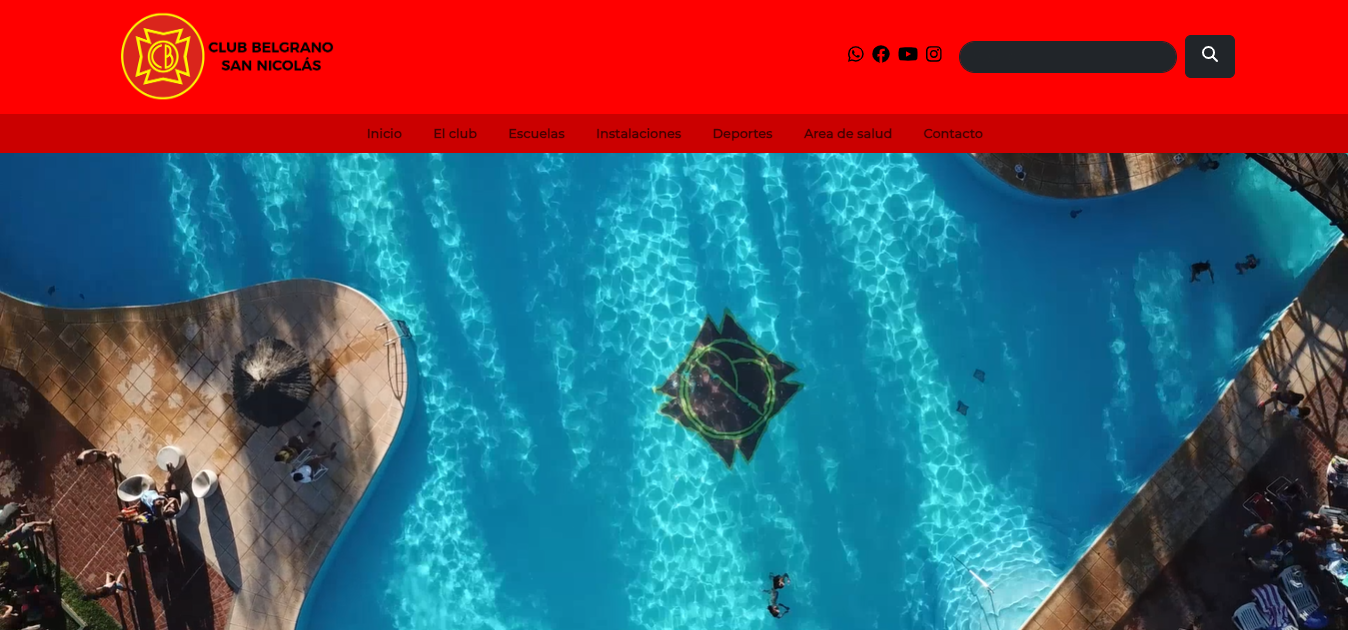 CLUB BELGRANO
SAN NICOLÁS
CB
Inicio El club Escuelas Instalaciones Deportes Area de salud Contacto